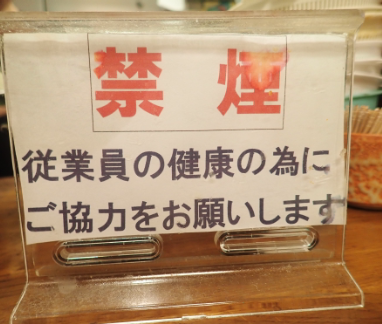 禁煙
従業員の健康の為に
ご協力をお願いします